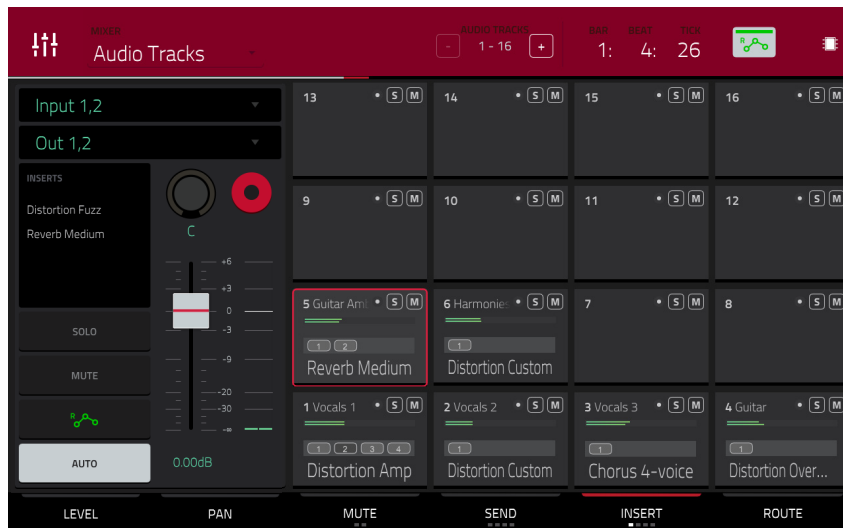 MIXER
Audio Tracks
AUDIO TRACKS
- 1 - 16 +
BAR BEAT TICK
1: 4: 26
R
Input 1,2
Out 1,2
INSERTS
Distortion Fuzz
Reverb Medium
C
+6
+3
0
-3
-9
-20
-30
-∞
0.00dB
SOLO
MUTE
R
AUTO
13 S M
14 S M
15 S M
16 S M
9 S M
10 S M
11 S M
12 S M
5 Guitar Am S M
1 2
Reverb Medium
6 Harmonie S M
1
Distortion Custom
7 S M
8 S M
1 Vocals 1 S M
1 2 3 4
Distortion Amp
2 Vocals 2 S M
1
Distortion Custom
3 Vocals 3 S M
1
Chorus 4-voice
4 Guitar S M
1
Distortion Over...
LEVEL
PAN
MUTE
SEND
INSERT
ROUTE